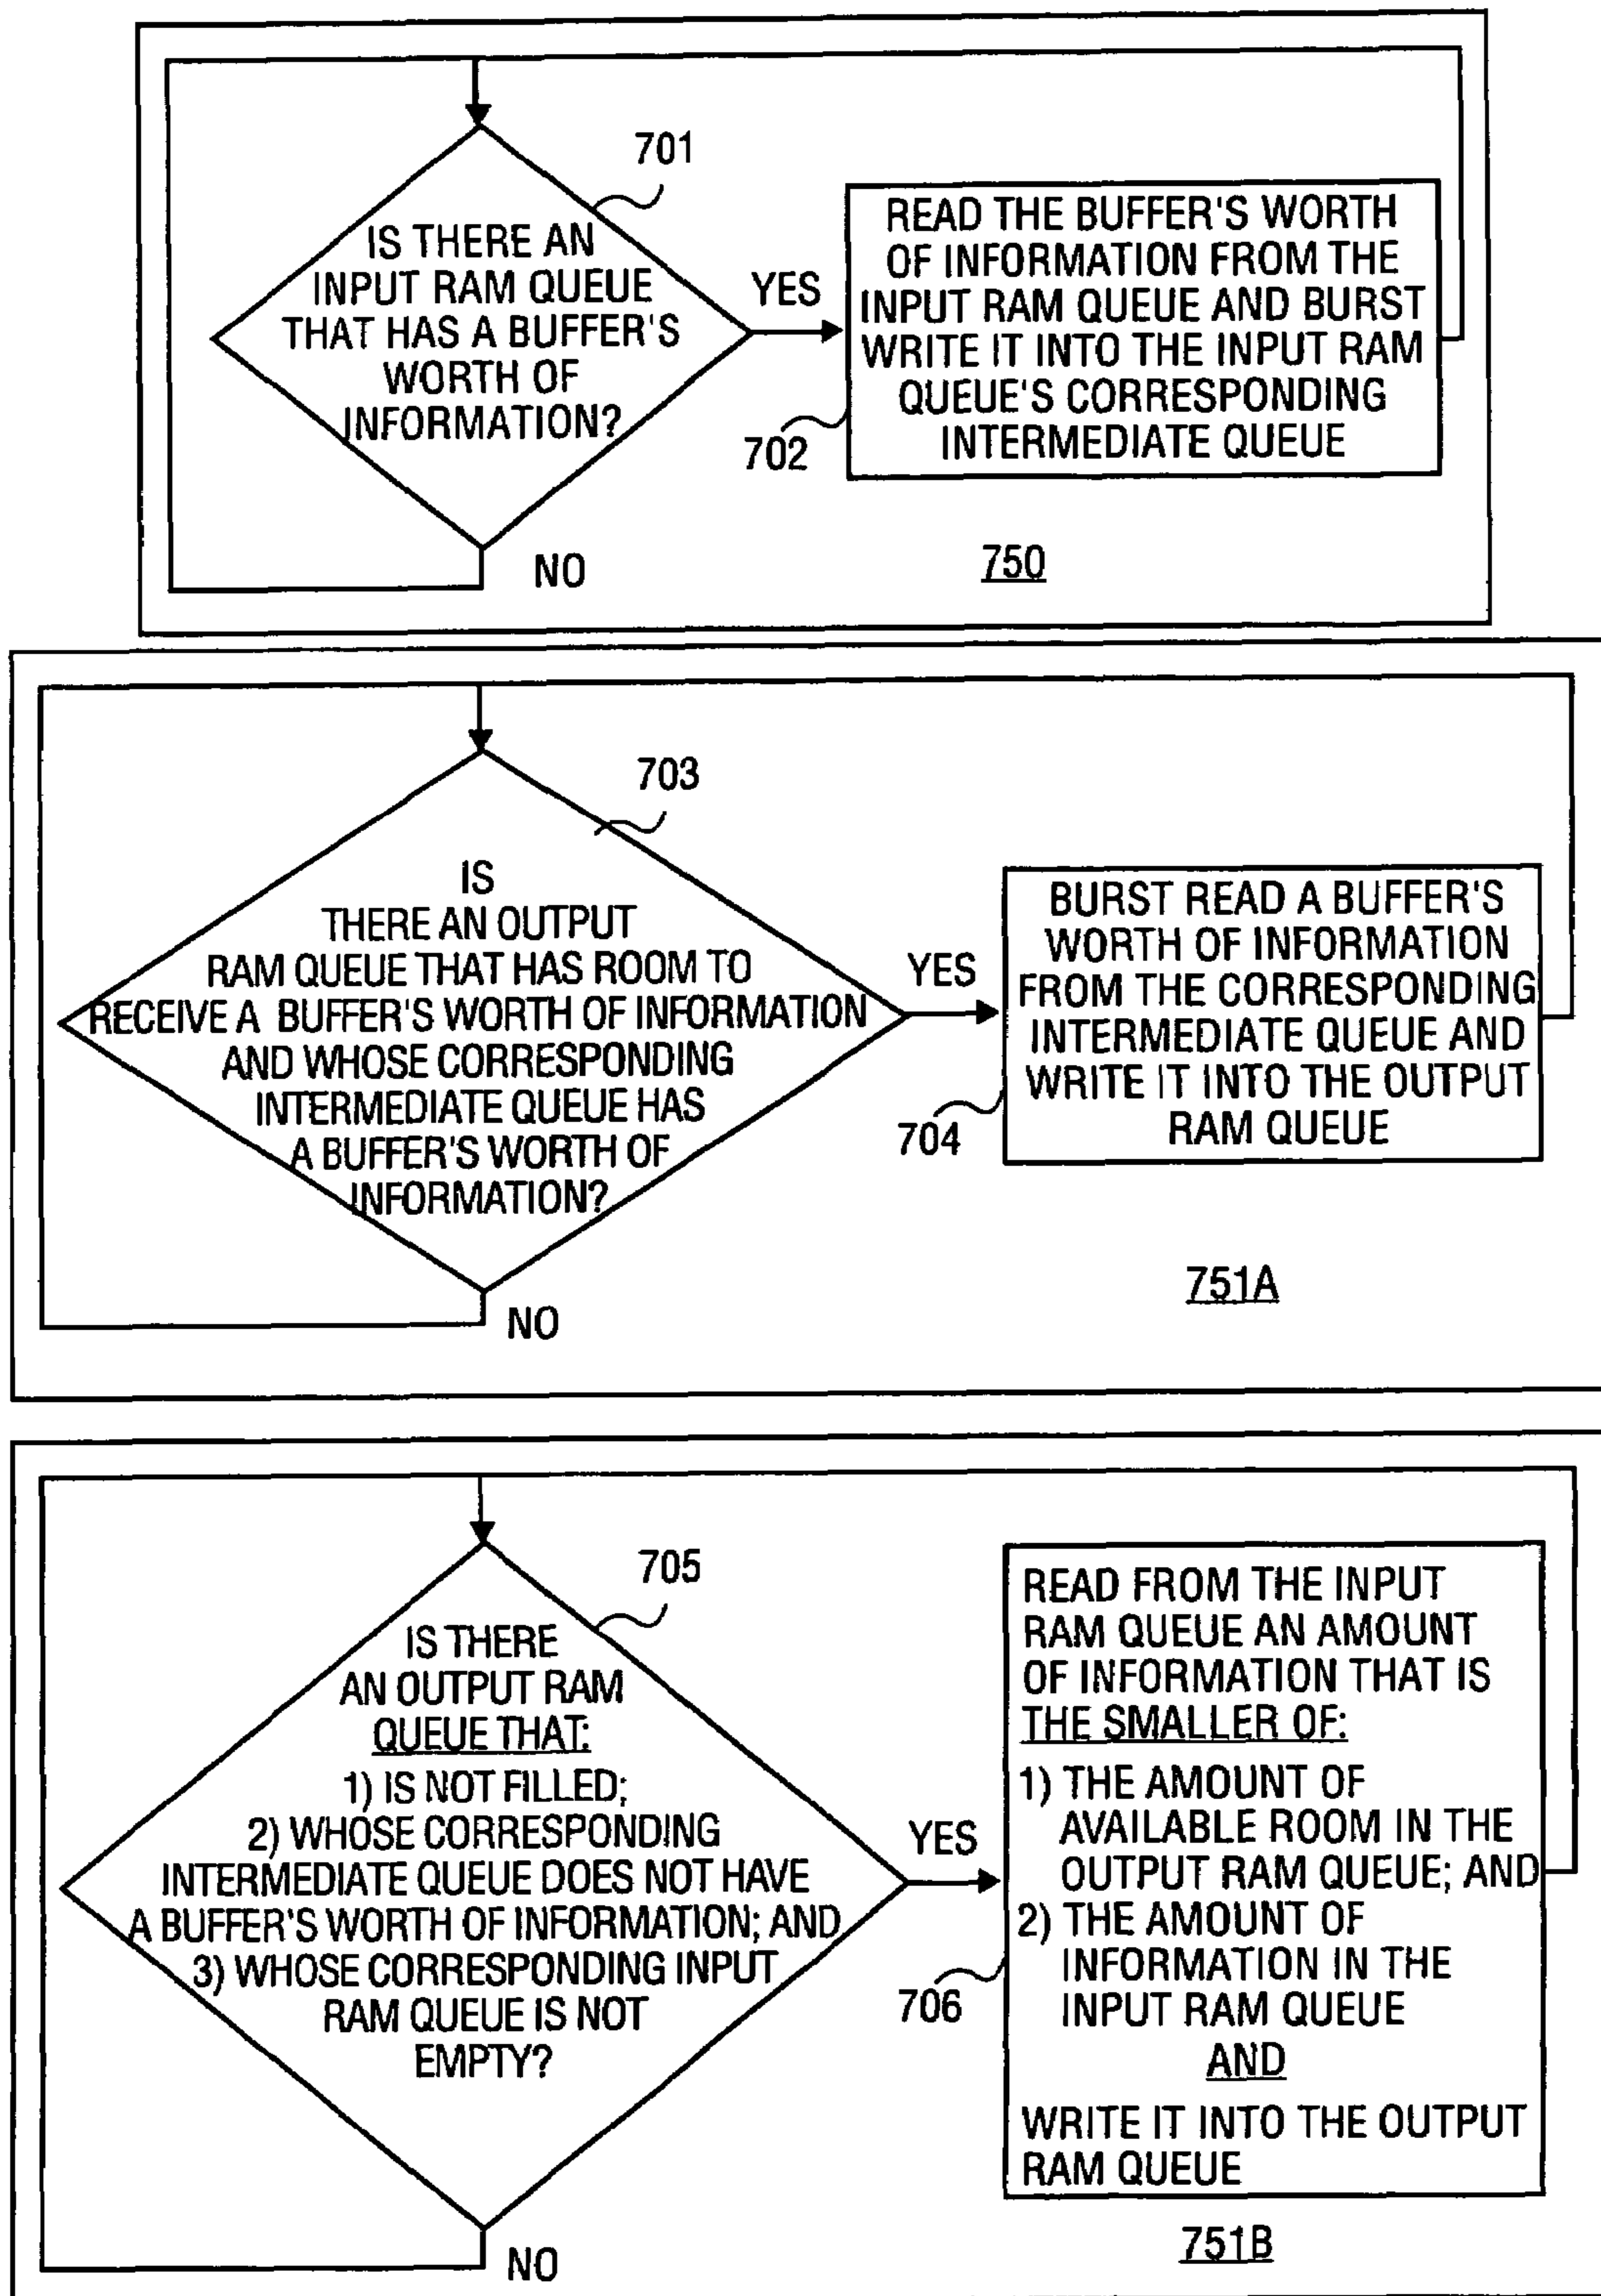 701
IS THERE AN
INPUT RAM QUEUE
THAT HAS A BUFFER'S
WORTH OF
INFORMATION?
YES
NO
READ THE BUFFER'S WORTH
OF INFORMATION FROM THE
INPUT RAM QUEUE AND BURST
WRITE IT INTO THE INPUT RAM
QUEUE'S CORRESPONDING
INTERMEDIATE QUEUE
702
750
703
IS
THERE AN OUTPUT
RAM QUEUE THAT HAS ROOM TO
RECEIVE A BUFFER'S WORTH OF INFORMATION
AND WHOSE CORRESPONDING
INTERMEDIATE QUEUE HAS
A BUFFER'S WORTH OF
INFORMATION?
YES
NO
BURST READ A BUFFER'S
WORTH OF INFORMATION
FROM THE CORRESPONDING
INTERMEDIATE QUEUE AND
WRITE IT INTO THE OUTPUT
RAM QUEUE
704
751A
705
IS THERE
AN OUTPUT RAM
QUEUE THAT:
1) IS NOT FILLED;
2) WHOSE CORRESPONDING
INTERMEDIATE QUEUE DOES NOT HAVE
A BUFFER'S WORTH OF INFORMATION; AND
3) WHOSE CORRESPONDING INPUT
RAM QUEUE IS NOT
EMPTY?
YES
NO
READ FROM THE INPUT
RAM QUEUE AN AMOUNT
OF INFORMATION THAT IS
THE SMALLER OF:
1) THE AMOUNT OF
AVAILABLE ROOM IN THE
OUTPUT RAM QUEUE; AND
2) THE AMOUNT OF
INFORMATION IN THE
INPUT RAM QUEUE
AND
WRITE IT INTO THE OUTPUT
RAM QUEUE
706
751B